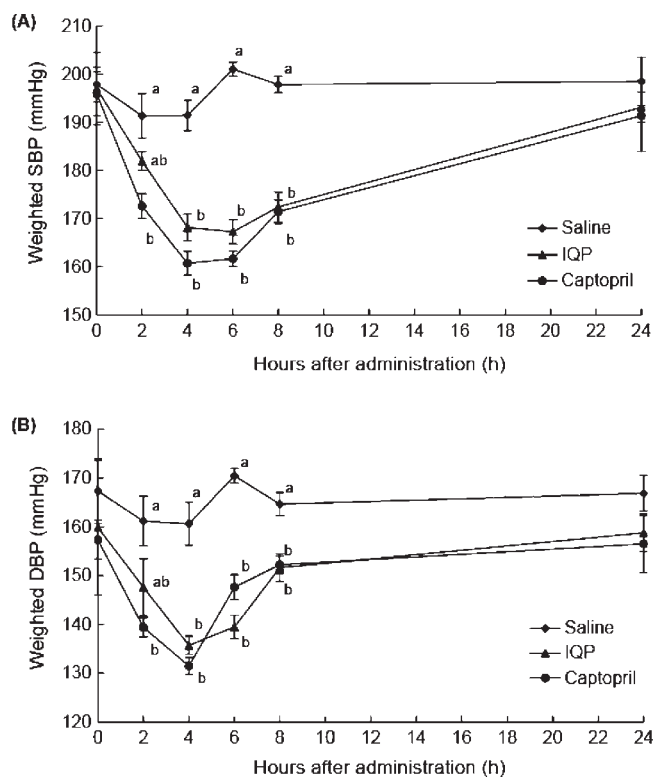 (A)
210
200
190
180
170
160
150
Weighted SBP (mmHg)
a
a
a
a
ab
b
b
b
b
b
b
b
Saline
IQP
Captopril
0 2 4 6 8 10 12 14 16 18 20 22 24
Hours after administration (h)
(B)
180
170
160
150
140
130
120
Weighted DBP (mmHg)
a
a
a
a
ab
b
b
b
b
b
b
b
Saline
IQP
Captopril
0 2 4 6 8 10 12 14 16 18 20 22 24
Hours after administration (h)